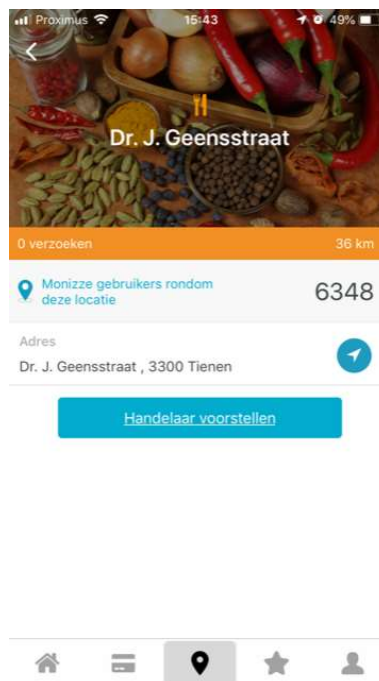 Proximus 15:43 49%
Dr. J. Geensstraat
0 verzoeken 36 km
Monizze gebruikers rondom
deze locatie
6348
Adres
Dr. J. Geensstraat , 3300 Tienen
Handelaar voorstellen